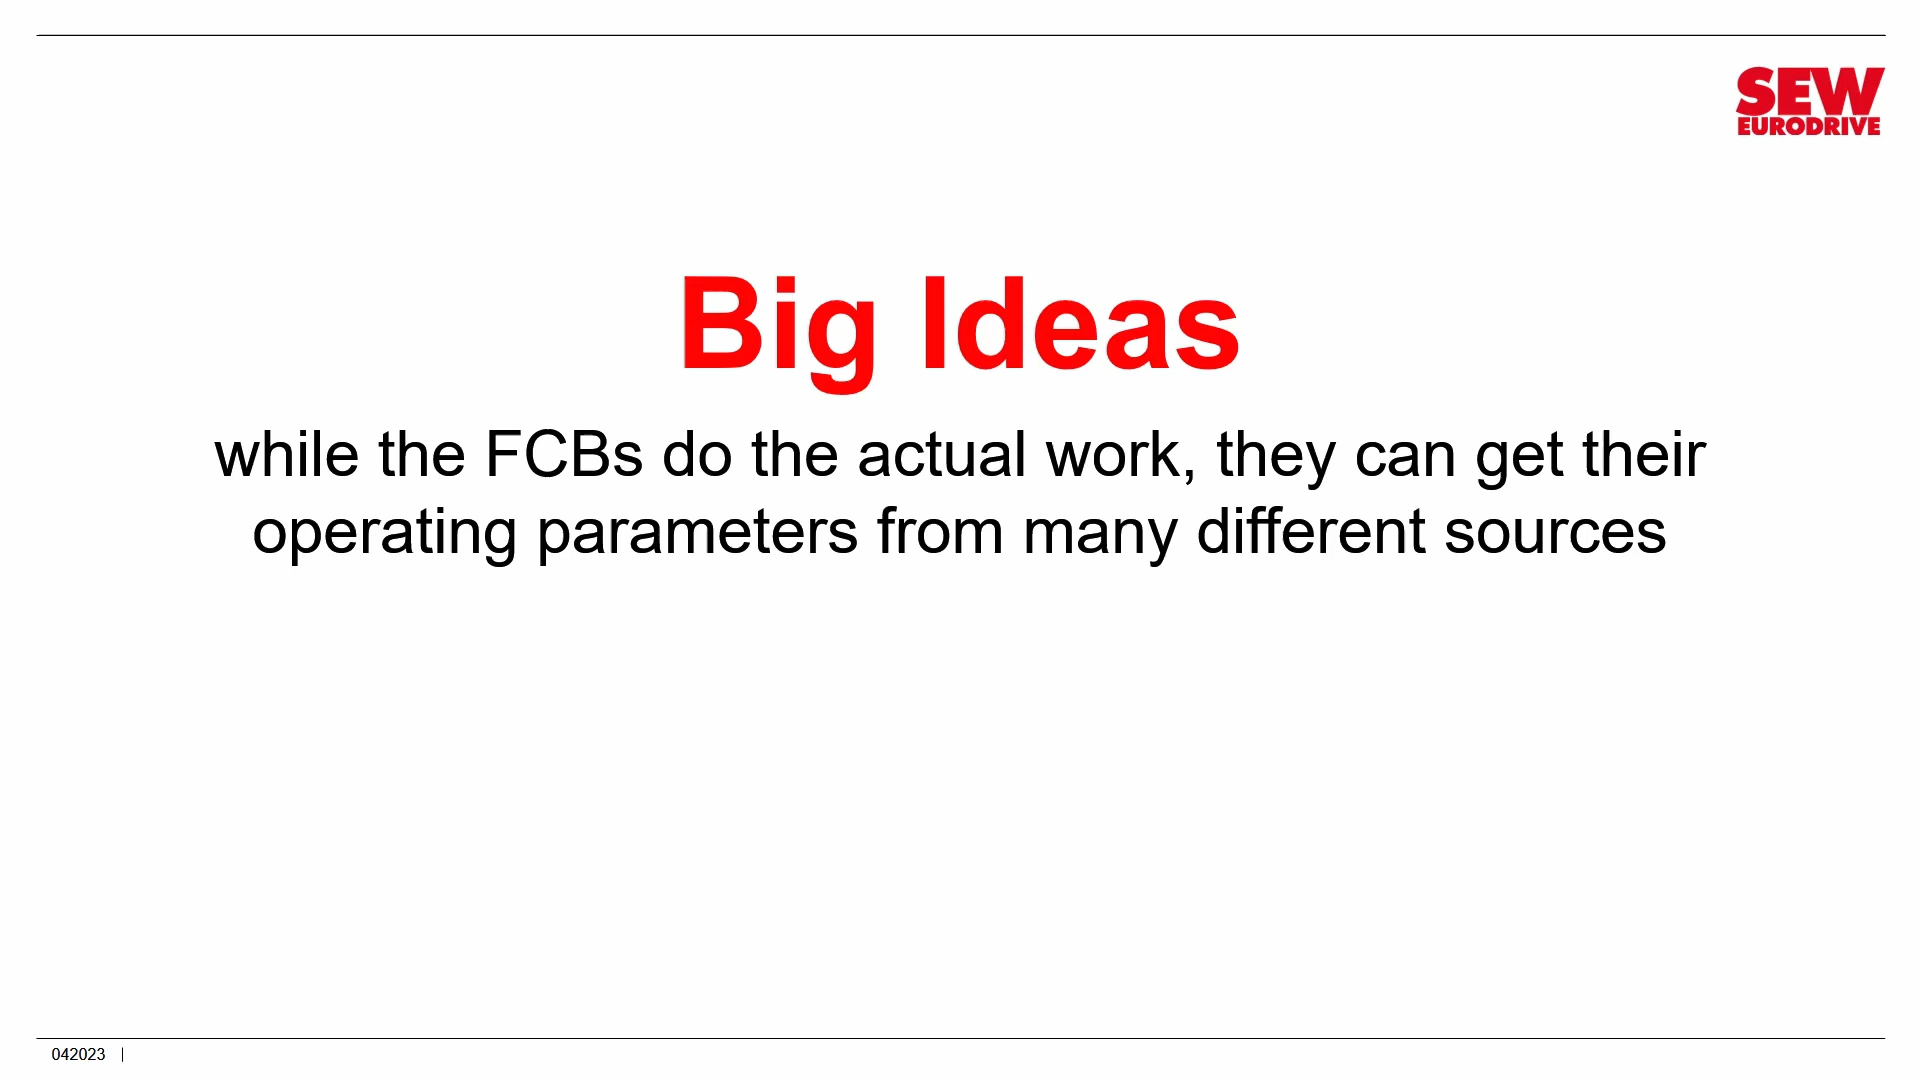 SEW
EURODRIVE
Big Ideas
while the FCBs do the actual work, they can get their
operating parameters from many different sources
042023 |